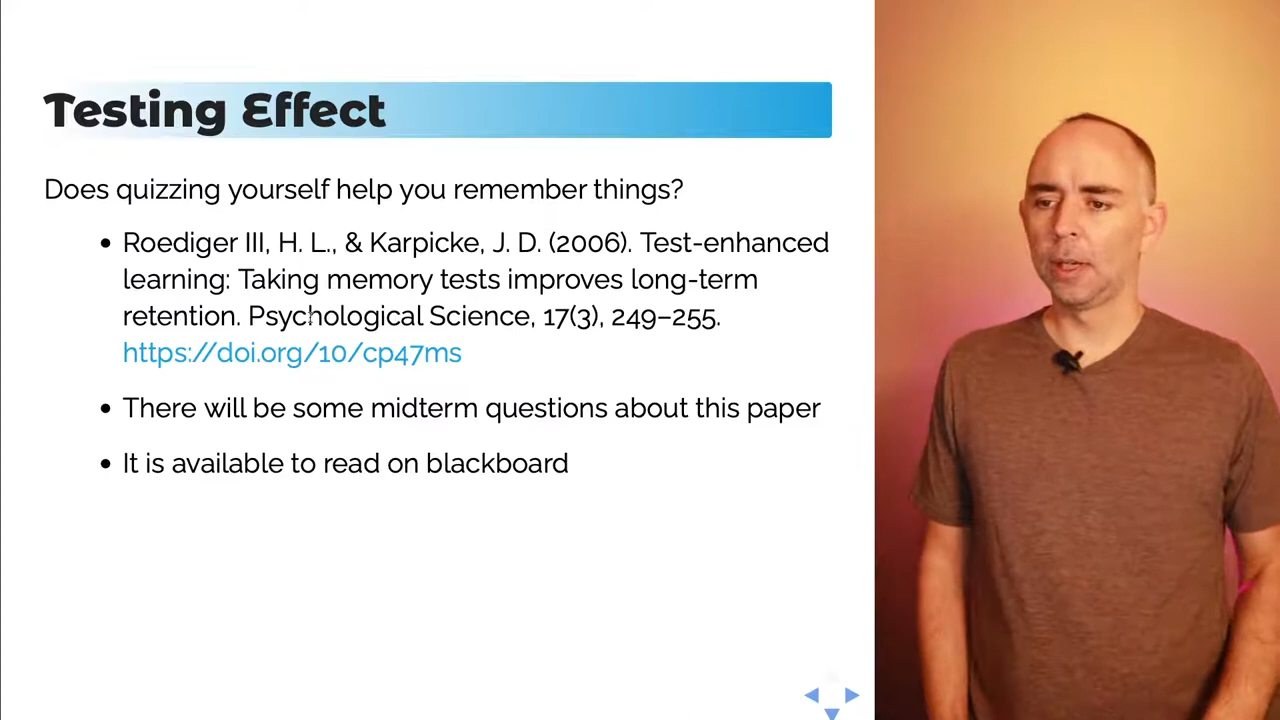 Testing Effect
Does quizzing yourself help you remember things?
• Roediger III, H. L., & Karpicke, J. D. (2006). Test-enhanced
learning: Taking memory tests improves long-term
retention. Psychological Science, 17(3), 249–255.
https://doi.org/10/cp47ms
• There will be some midterm questions about this paper
• It is available to read on blackboard